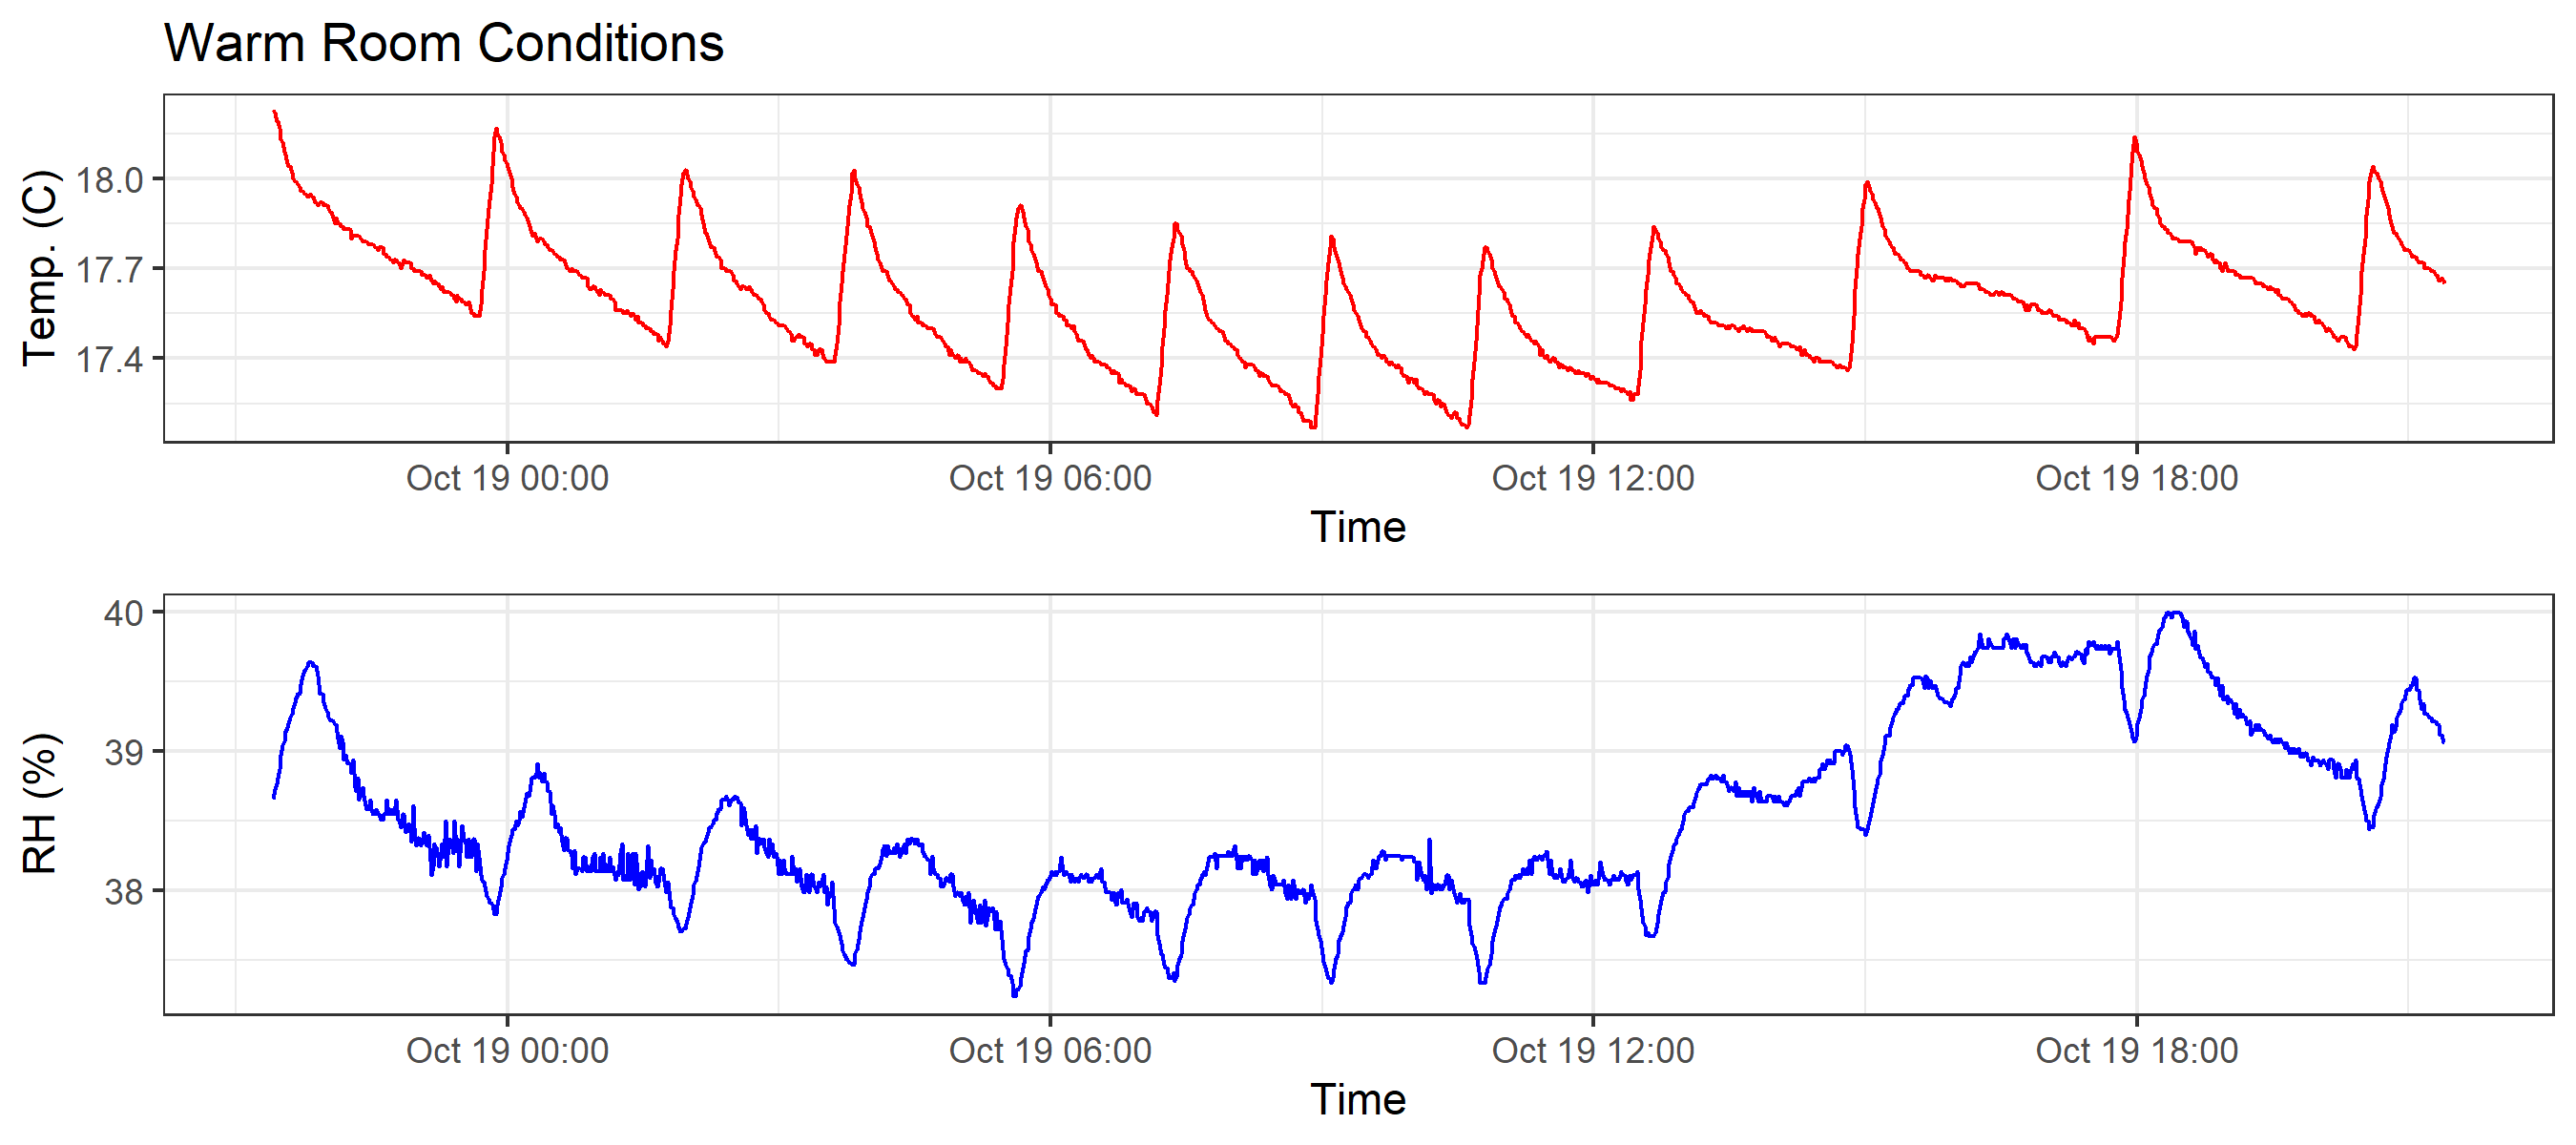 Warm Room Conditions
Temp. (C)
18.0
17.7
17.4
Oct 19 00:00 Oct 19 06:00 Oct 19 12:00 Oct 19 18:00
Time
RH (%)
40
39
38
Oct 19 00:00 Oct 19 06:00 Oct 19 12:00 Oct 19 18:00
Time